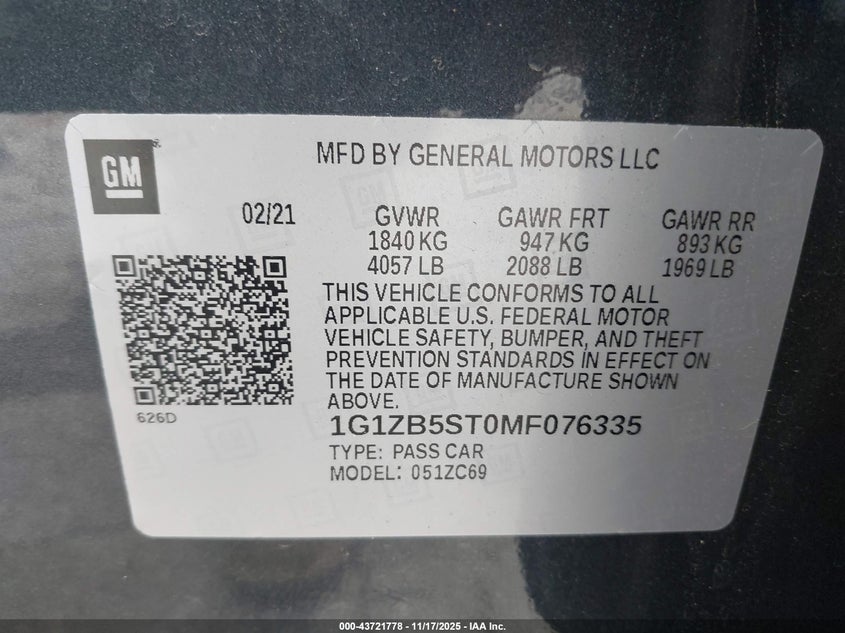 GM
MFD BY GENERAL MOTORS LLC
02/21 GVWR GAWR FRT GAWR RR
1840 KG 947 KG 893 KG
4057 LB 2088 LB 1969 LB
THIS VEHICLE CONFORMS TO ALL
APPLICABLE U.S. FEDERAL MOTOR
VEHICLE SAFETY, BUMPER, AND THEFT
PREVENTION STANDARDS IN EFFECT ON
THE DATE OF MANUFACTURE SHOWN
ABOVE.
626D
1G1ZB5ST0MF076335
TYPE: PASS CAR
MODEL: 051ZC69
000-43721778 - 11/17/2025 - IAA Inc.